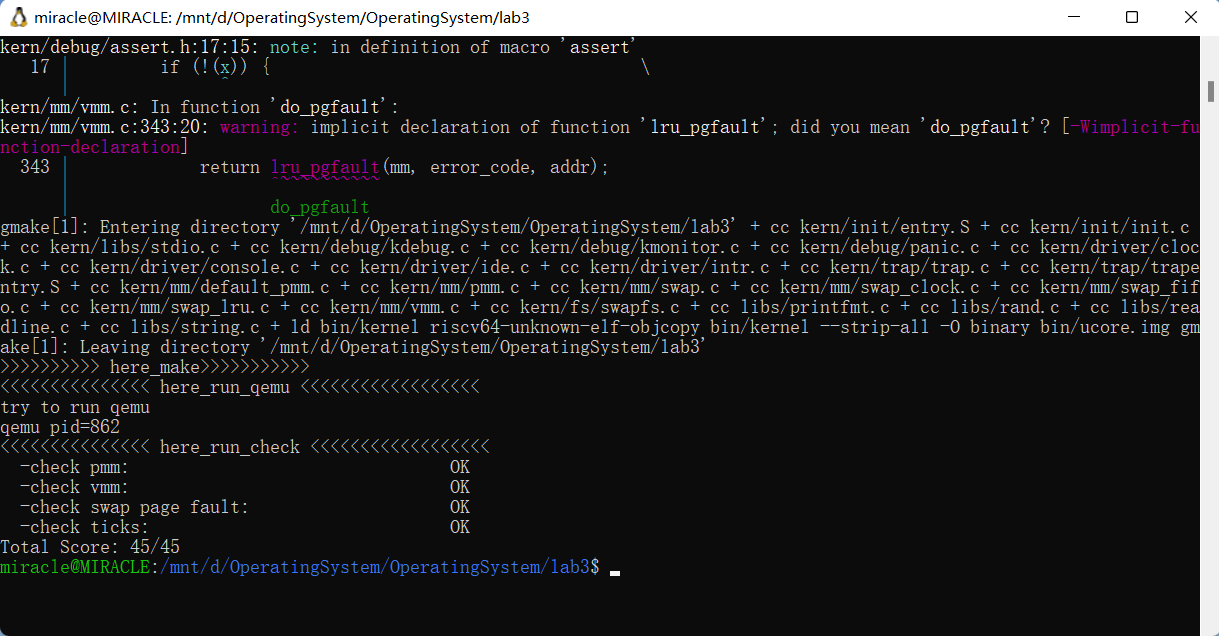 miracle@MIRACLE: /mnt/d/OperatingSystem/OperatingSystem/lab3
kern/debug/assert.h:17:15: note: in definition of macro 'assert'
   17 |         if (!(x)) {                                     \
      |               ^
kern/mm/vmm.c: In function 'do_pgfault':
kern/mm/vmm.c:343:20: warning: implicit declaration of function 'lru_pgfault'; did you mean 'do_pgfault'? [-Wimplicit-fu
nction-declaration]
  343 |             return lru_pgfault(mm, error_code, addr);
      |                    ^~~~~~~~~~~
      |                    do_pgfault
gmake[1]: Entering directory '/mnt/d/OperatingSystem/OperatingSystem/lab3' + cc kern/init/entry.S + cc kern/init/init.c
+ cc kern/libs/stdio.c + cc kern/debug/kdebug.c + cc kern/debug/kmonitor.c + cc kern/debug/panic.c + cc kern/driver/cloc
k.c + cc kern/driver/console.c + cc kern/driver/ide.c + cc kern/driver/intr.c + cc kern/trap/trap.c + cc kern/trap/trape
ntry.S + cc kern/mm/default_pmm.c + cc kern/mm/pmm.c + cc kern/mm/swap.c + cc kern/mm/swap_clock.c + cc kern/mm/swap_fif
o.c + cc kern/mm/swap_lru.c + cc kern/mm/vmm.c + cc kern/fs/swapfs.c + cc libs/printfmt.c + cc libs/rand.c + cc libs/rea
dline.c + cc libs/string.c + ld bin/kernel riscv64-unknown-elf-objcopy bin/kernel --strip-all -O binary bin/ucore.img gm
ake[1]: Leaving directory '/mnt/d/OperatingSystem/OperatingSystem/lab3'
>>>>>>>>>> here_make>>>>>>>>>>>
<<<<<<<<<<<<<<< here_run_qemu <<<<<<<<<<<<<<<<<<
try to run qemu
qemu pid=862
<<<<<<<<<<<<<<< here_run_check <<<<<<<<<<<<<<<<<<
  -check pmm:                                OK
  -check vmm:                                OK
  -check swap page fault:                    OK
  -check ticks:                              OK
Total Score: 45/45
miracle@MIRACLE:/mnt/d/OperatingSystem/OperatingSystem/lab3$